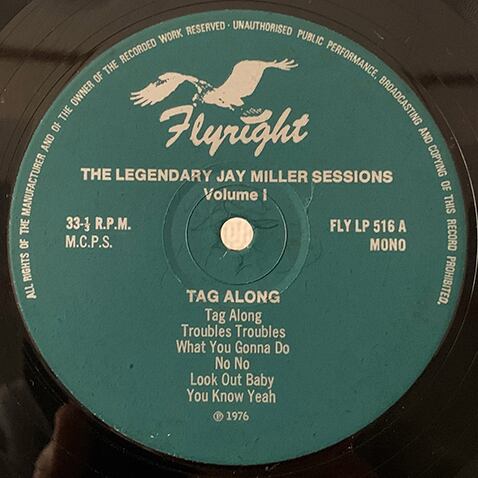 ALL RIGHTS OF THE MANUFACTURER AND OF THE OWNER OF THE RECORDED WORK RESERVED · UNAUTHORISED PUBLIC PERFORMANCE, BROADCASTING AND COPYING OF THIS RECORD PROHIBITED.
Flyright
THE LEGENDARY JAY MILLER SESSIONS
Volume I
33-⅓ R.P.M.
M.C.P.S.
FLY LP 516 A
MONO
TAG ALONG
Tag Along
Troubles Troubles
What You Gonna Do
No No
Look Out Baby
You Know Yeah
℗ 1976